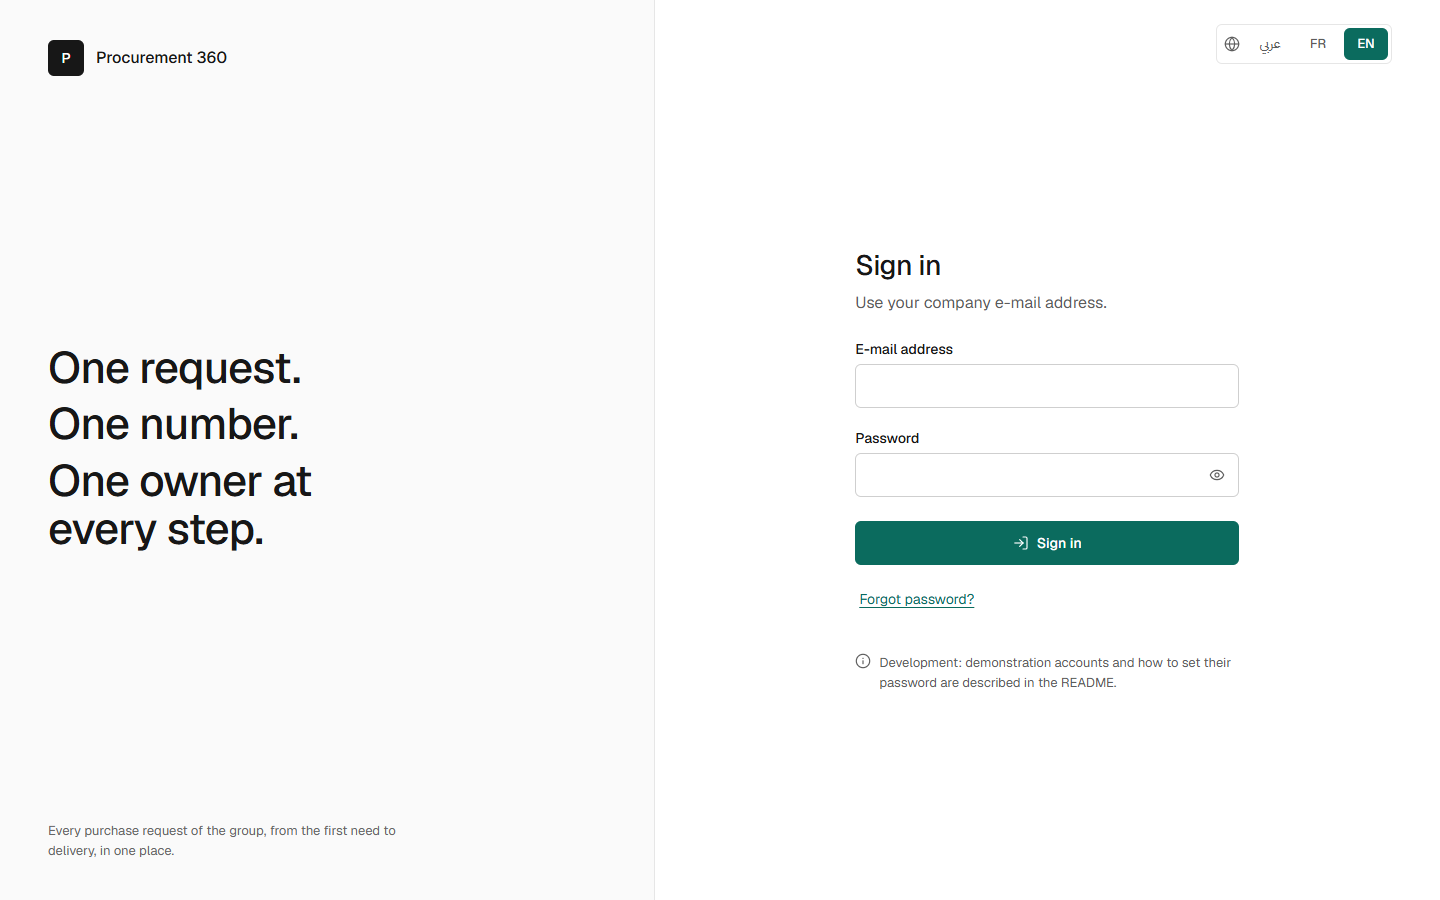 P
Procurement 360
عربي
FR
EN
One request.
One number.
One owner at
every step.
Every purchase request of the group, from the first need to
delivery, in one place.
Sign in
Use your company e-mail address.
E-mail address
Password
Sign in
Forgot password?
Development: demonstration accounts and how to set their
password are described in the README.